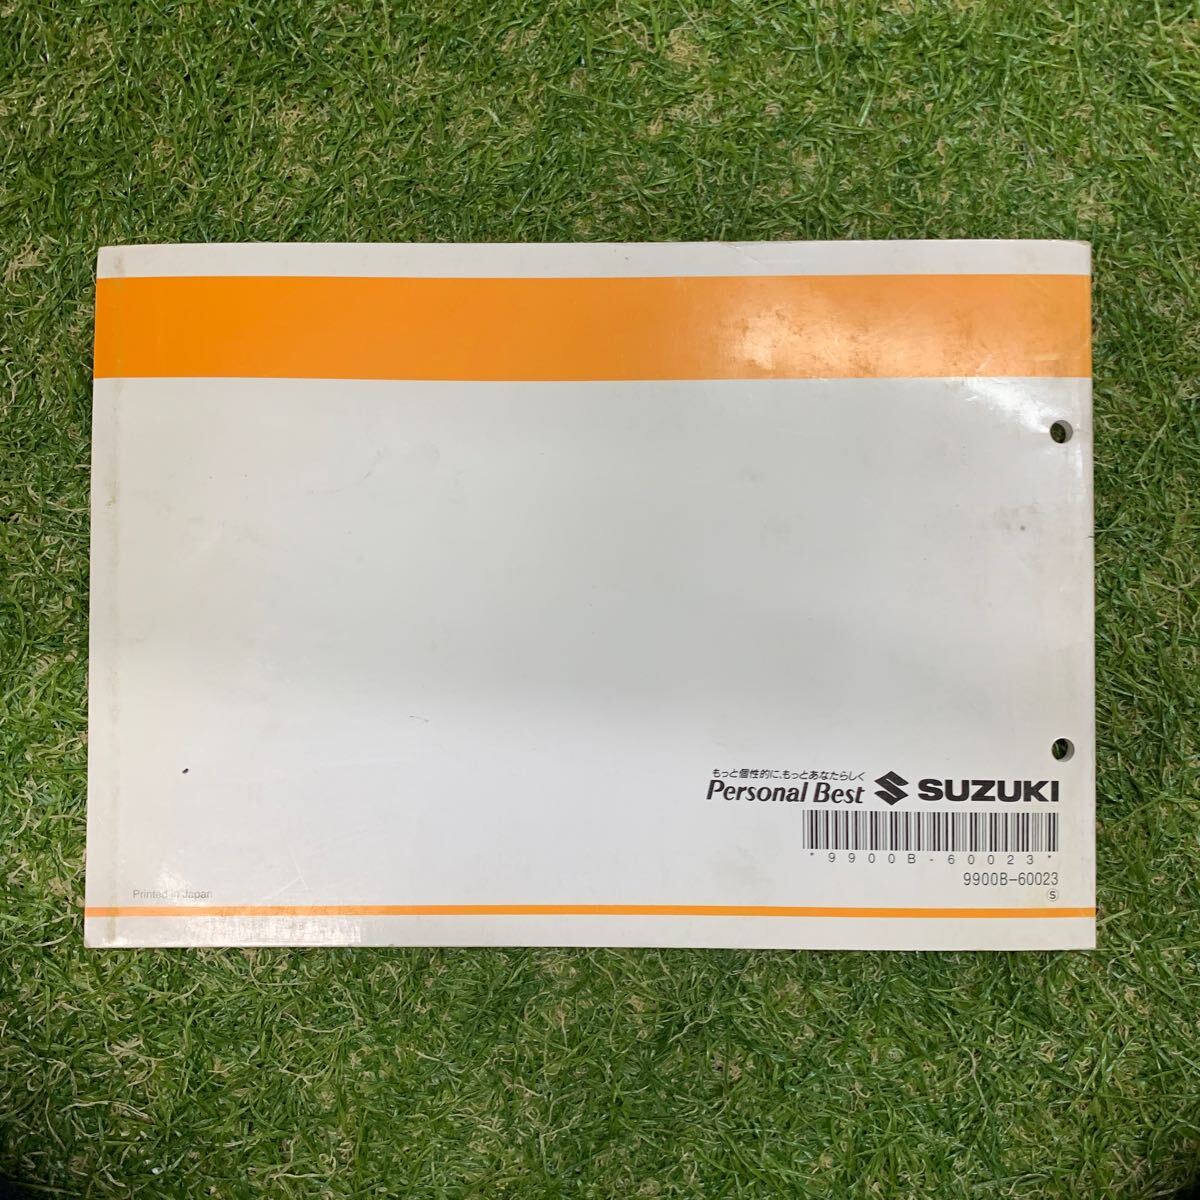 もっと個性的に、もっとあなたらしく
Personal Best SUZUKI
*9900B-60023*
9900B-60023
S
Printed in Japan